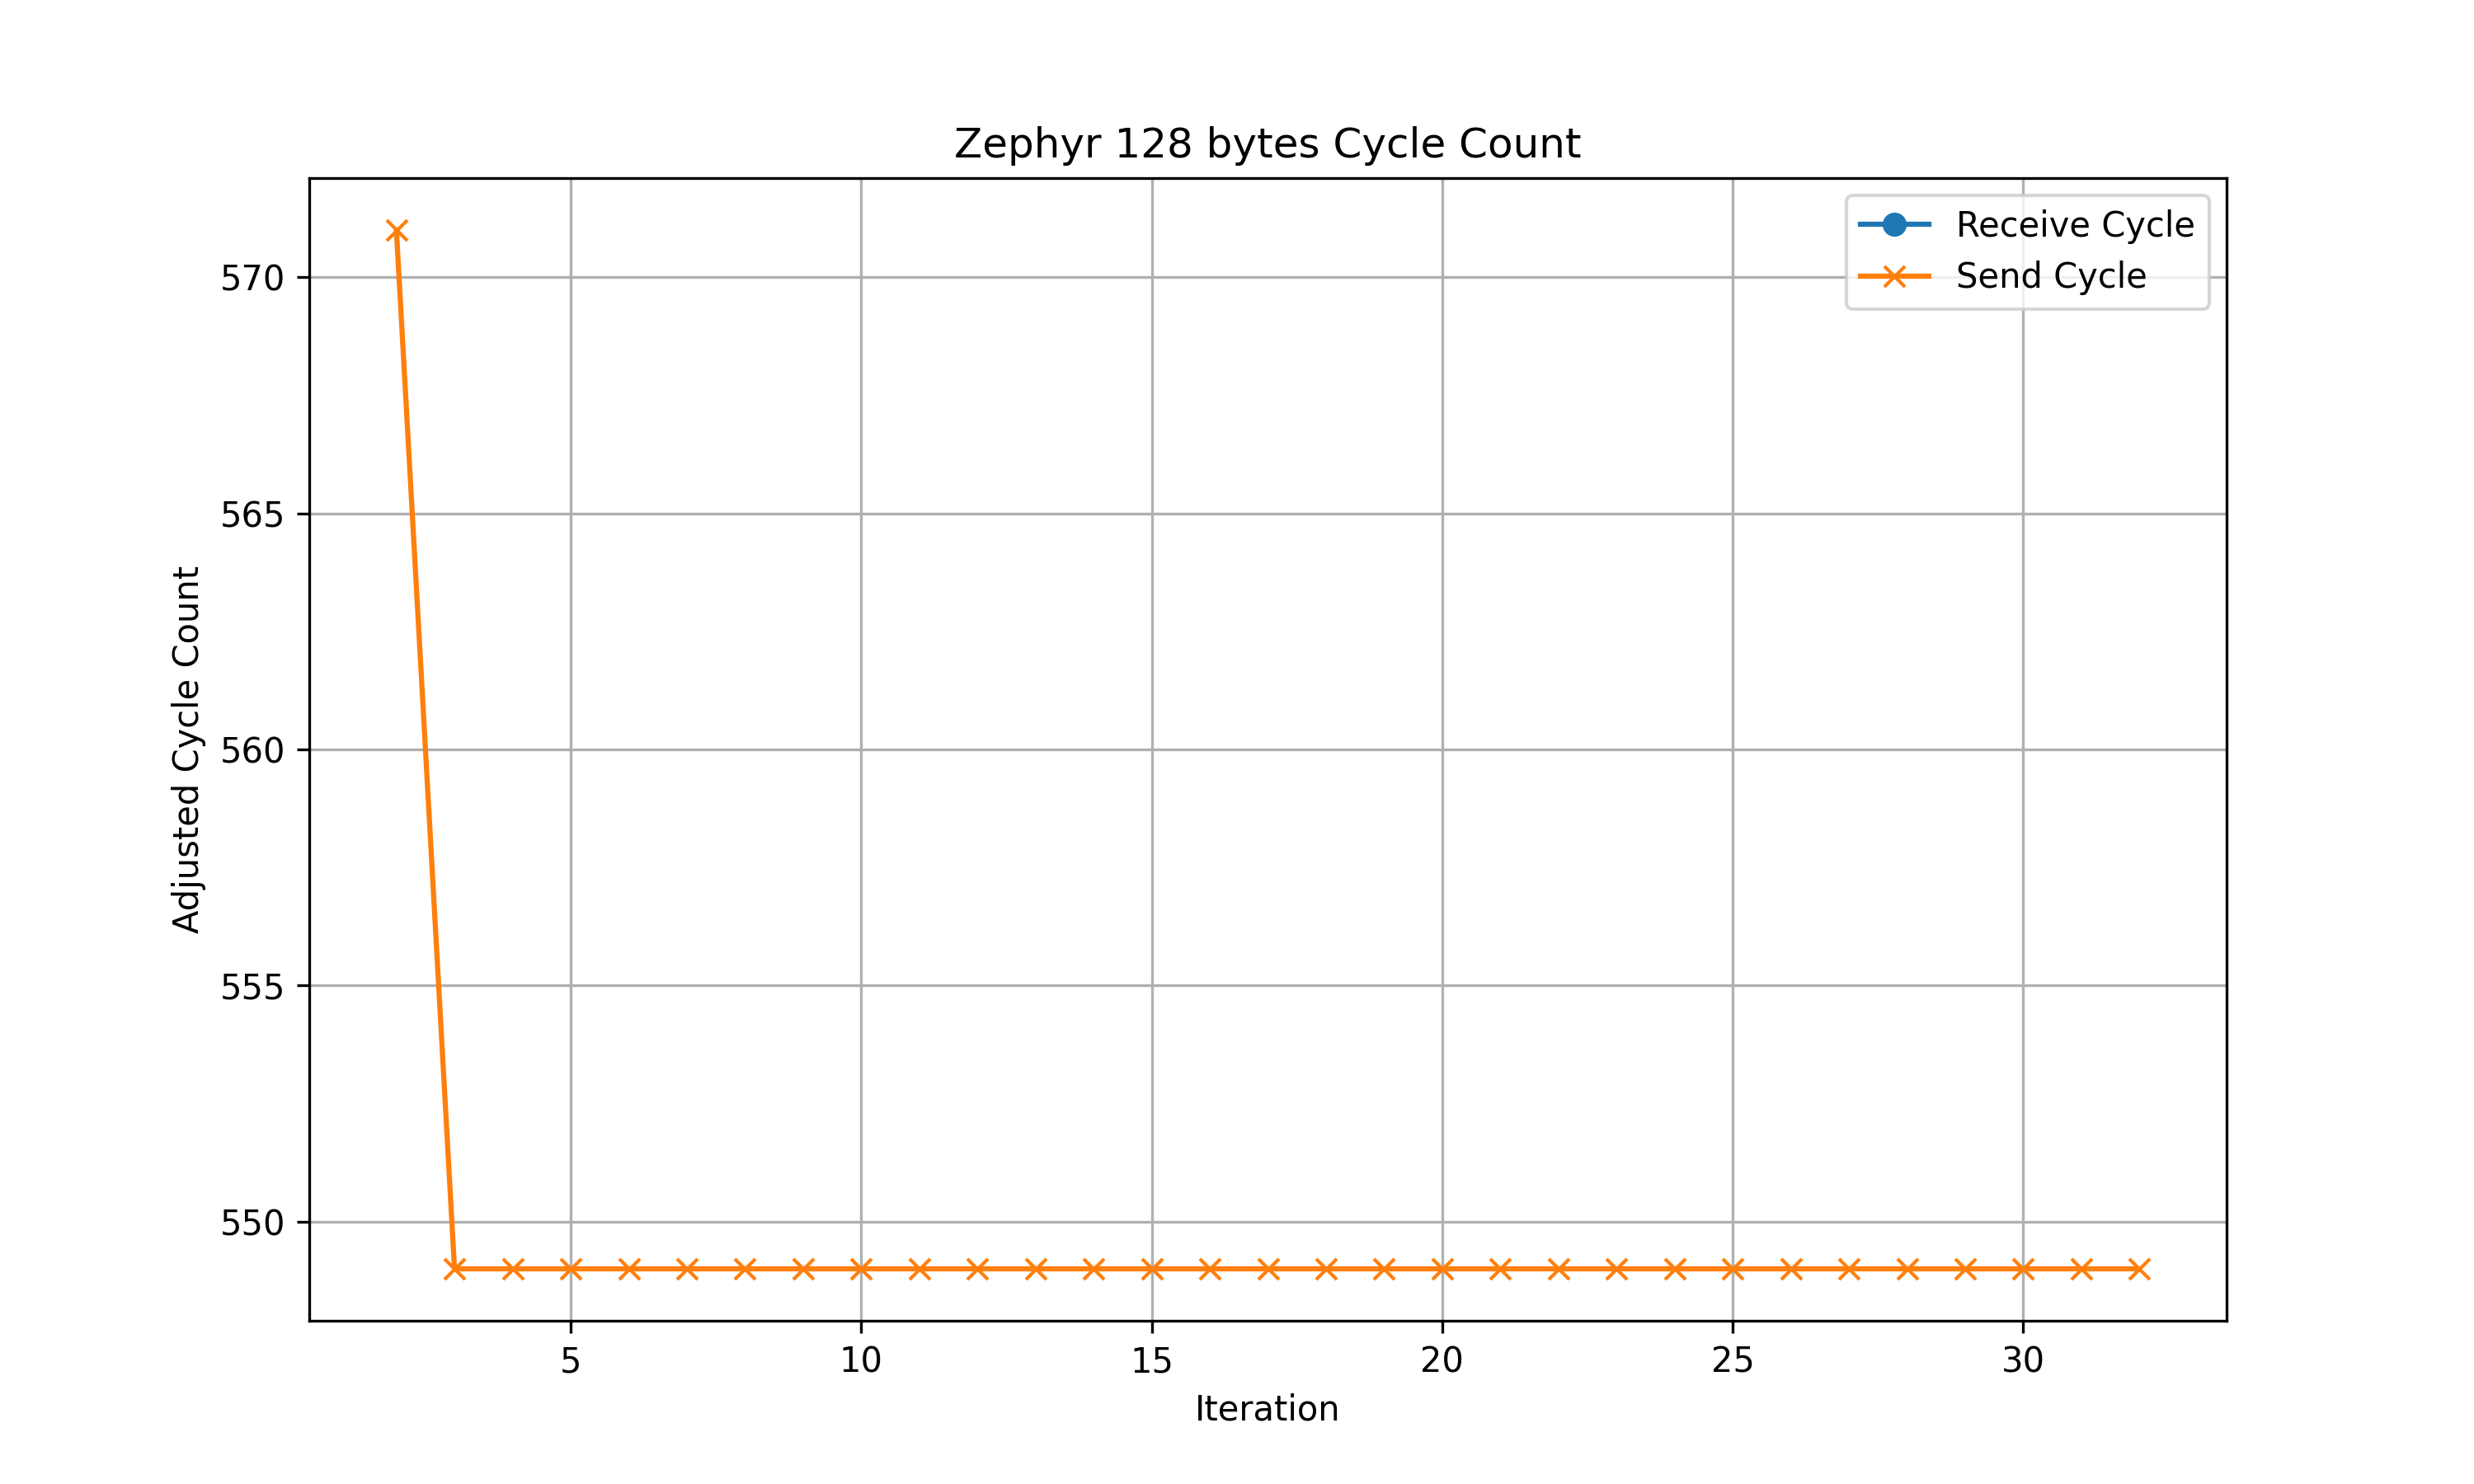 Zephyr 128 bytes Cycle Count
Receive Cycle
Send Cycle
570
565
560
555
550
Adjusted Cycle Count
5 10 15 20 25 30
Iteration